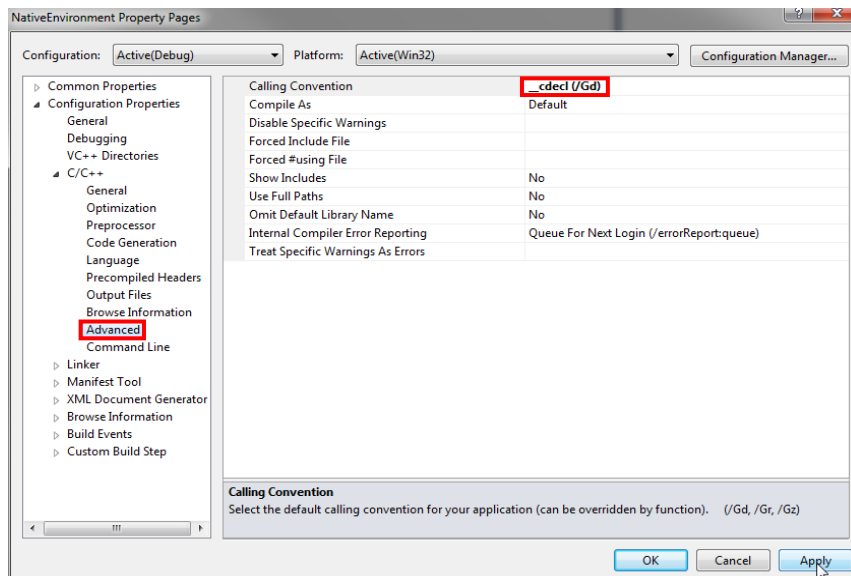 NativeEnvironment Property Pages
Configuration: Active(Debug) Platform: Active(Win32) Configuration Manager...
Common Properties
Configuration Properties
General
Debugging
VC++ Directories
C/C++
General
Optimization
Preprocessor
Code Generation
Language
Precompiled Headers
Output Files
Browse Information
Advanced
Command Line
Linker
Manifest Tool
XML Document Generator
Browse Information
Build Events
Custom Build Step
Calling Convention __cdecl (/Gd)
Compile As Default
Disable Specific Warnings
Forced Include File
Forced #using File
Show Includes No
Use Full Paths No
Omit Default Library Name No
Internal Compiler Error Reporting Queue For Next Login (/errorReport:queue)
Treat Specific Warnings As Errors
Calling Convention
Select the default calling convention for your application (can be overridden by function). (/Gd, /Gr, /Gz)
OK Cancel Apply